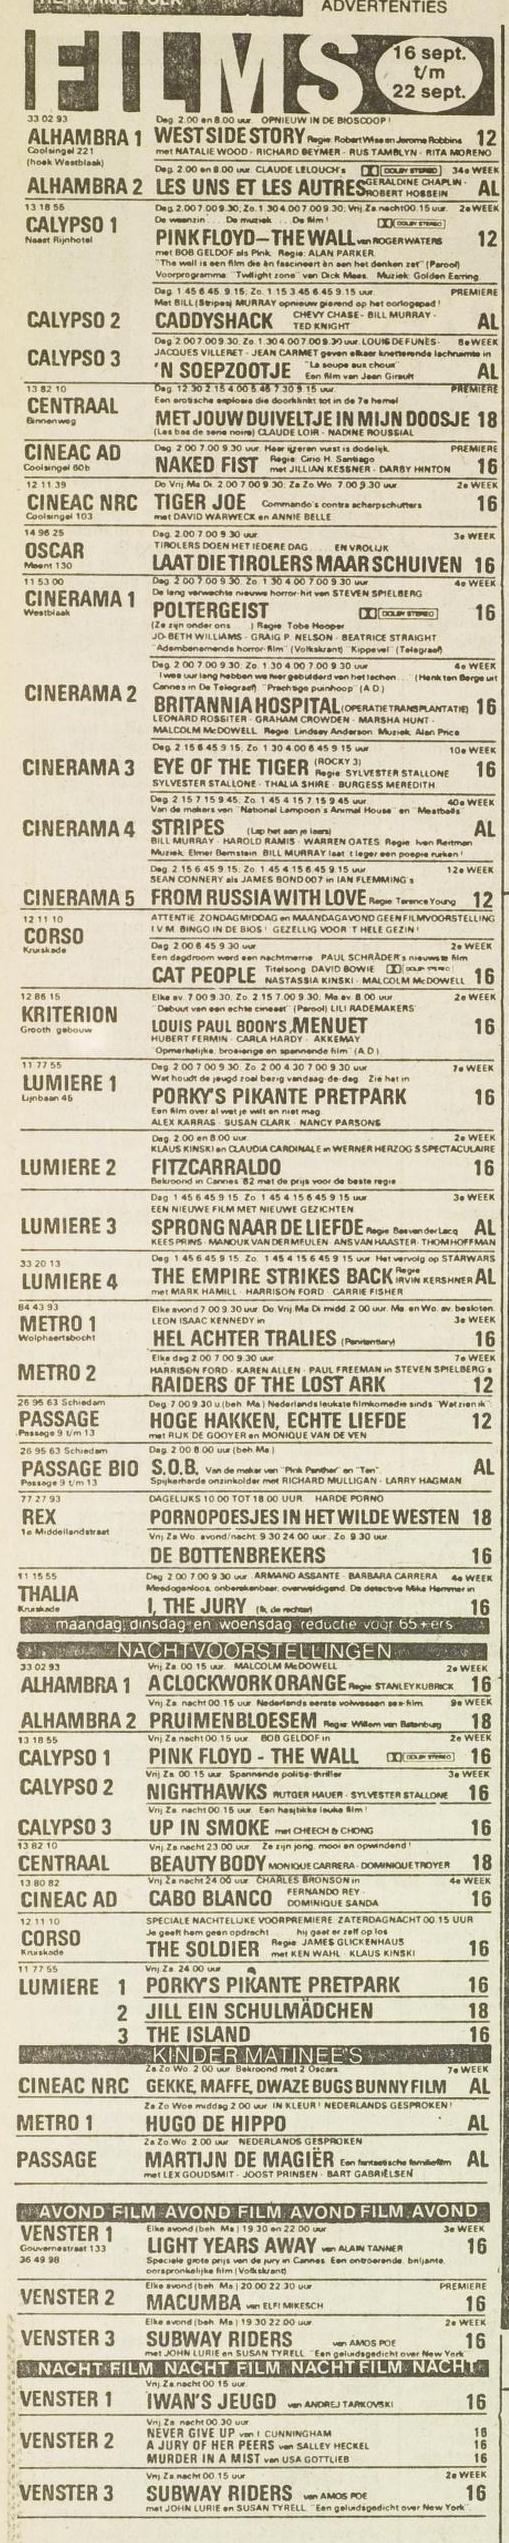 HET VRIJE VOLK
ADVERTENTIES
FILMS
16 sept.
t/m
22 sept.
33 02 93
Dag. 2.00 en 8.00 uur. OPNIEUW IN DE BIOSCOOP!
ALHAMBRA 1 WEST SIDE STORY Regie: Robert Wise en Jerome Robbins 12
Coolsingel 221
(hoek Westblaak)
met NATALIE WOOD - RICHARD BEYMER - RUS TAMBLYN - RITA MORENO
Dag. 2.00 en 8.00 uur. CLAUDE LELOUCH's DOLBY STEREO 34e WEEK
ALHAMBRA 2 LES UNS ET LES AUTRES GERALDINE CHAPLIN - ROBERT HOSSEIN AL
13 18 55
Dag. 2.00 7.00 9.30, Zo. 1.30 4.00 7.00 9.30, Vrij. Za. nacht 00.15 uur. 2e WEEK
CALYPSO 1
Naast Rijnhotel
De waanzin... De muziek... De film! DOLBY STEREO
PINK FLOYD—THE WALL van ROGER WATERS 12
met BOB GELDOF als Pink. Regie: ALAN PARKER.
"The wall is een film die èn fascineert èn aan het denken zet" (Parool)
Voorprogramma: "Twilight zone" van Dick Maas. Muziek: Golden Earring.
Dag. 1.45 6.45 9.15, Zo. 1.15 3.45 6.45 9.15 uur. PREMIERE
Met BILL (Stripes) MURRAY opnieuw gierend op het oorlogspad!
CALYPSO 2 CADDYSHACK CHEVY CHASE - BILL MURRAY - TED KNIGHT AL
Dag. 2.00 7.00 9.30, Zo. 1.30 4.00 7.00 9.30 uur. LOUIS DE FUNES - 8e WEEK
CALYPSO 3
JACQUES VILLERET - JEAN CARMET geven elkaar knetterende lachruimte in
'N SOEPZOOTJE "La soupe aux choux" Een film van Jean Girault AL
13 82 10
Dag. 12.30 2.15 4.00 5.45 7.30 9.15 uur. PREMIERE
CENTRAAL
Binnenweg
Een erotische explosie die doorklinkt tot in de 7e hemel
MET JOUW DUIVELTJE IN MIJN DOOSJE 18
(Les bas de soie noire) CLAUDE LOIR - NADINE ROUSSIAL
CINEAC AD
Coolsingel 60b
Dag. 2.00 7.00 9.30 uur. Haar ijzeren vuist is dodelijk. PREMIERE
NAKED FIST Regie: Cirio H. Santiago met JILLIAN KESSNER - DARBY HINTON 16
12 11 39
Do. Vrij. Ma. Di. 2.00 7.00 9.30. Za. Zo. Wo. 7.00 9.30 uur. 2e WEEK
CINEAC NRC TIGER JOE Commando's contra scherpschutters 16
Coolsingel 103
met DAVID WARWECK en ANNIE BELLE
14 96 25
Dag. 2.00 7.00 9.30 uur. 3e WEEK
OSCAR
Meent 130
TIROLERS DOEN HET IEDERE DAG .... EN VROLIJK
LAAT DIE TIROLERS MAAR SCHUIVEN 16
11 53 00
Dag. 2.00 7.00 9.30, Zo. 1.30 4.00 7.00 9.30 uur. 4e WEEK
CINERAMA 1
Westblaak
De lang verwachte nieuwe horror-hit van STEVEN SPIELBERG
POLTERGEIST DOLBY STEREO 16
(Ze zijn onder ons ....) Regie: Tobe Hooper
JO-BETH WILLIAMS - GRAIG P. NELSON - BEATRICE STRAIGHT
"Adembenemende horror-film" (Volkskrant) "Kippevel" (Telegraaf)
Dag. 2.00 7.00 9.30, Zo. 1.30 4.00 7.00 9.30 uur. 4e WEEK
Twee uur lang hebben we hier gebulderd van het lachen... (Henk ten Berge uit
Cannes in De Telegraaf) "Prachtige puinhoop" (A.D.)
CINERAMA 2 BRITANNIA HOSPITAL (OPERATIE TRANSPLANTATIE) 16
LEONARD ROSSITER - GRAHAM CROWDEN - MARSHA HUNT -
MALCOLM McDOWELL Regie: Lindsay Anderson Muziek: Alan Price
Dag. 2.15 6.45 9.15, Zo. 1.30 4.00 6.45 9.15 uur. 10e WEEK
CINERAMA 3 EYE OF THE TIGER (ROCKY 3) Regie: SYLVESTER STALLONE 16
SYLVESTER STALLONE - THALIA SHIRE - BURGESS MEREDITH
Dag. 2.15 7.15 9.45, Zo. 1.45 4.15 7.15 9.45 uur. 40e WEEK
Van de makers van "National Lampoon's Animal House" en "Meatballs"
CINERAMA 4 STRIPES (Lap het aan je laars) AL
BILL MURRAY - HAROLD RAMIS - WARREN OATES. Regie: Ivan Reitman
Muziek: Elmer Bernstein. BILL MURRAY laat 't leger een poepie ruiken!
Dag. 2.15 6.45 9.15, Zo. 1.45 4.15 6.45 9.15 uur. 12e WEEK
SEAN CONNERY als JAMES BOND 007 in IAN FLEMMING's
CINERAMA 5 FROM RUSSIA WITH LOVE Regie: Terence Young 12
12 11 10
ATTENTIE: ZONDAGMIDDAG en MAANDAGAVOND GEEN FILMVOORSTELLING
CORSO
Kruiskade
I.V.M. BINGO IN DE BIOS! GEZELLIG VOOR 'T HELE GEZIN!
Dag. 2.00 6.45 9.30 uur. 2e WEEK
Een dagdroom werd een nachtmerrie. PAUL SCHRADER's nieuwste film
CAT PEOPLE Titelsong DAVID BOWIE DOLBY STEREO NASTASSIA KINSKI - MALCOLM McDOWELL 16
12 86 15
Elke av. 7.00 9.30, Zo. 2.15 7.00 9.30, Ma. av. 8.00 uur. 2e WEEK
KRITERION
Grooth. gebouw
"Debuut van een echte cineast" (Parool) LILI RADEMAKERS'
LOUIS PAUL BOON'S MENUET 16
HUBERT FERMIN - CARLA HARDY - AKKEMAY
"Opmerkelijke, broeierige en spannende film" (A.D.)
11 77 55
Dag. 2.00 7.00 9.30, Zo. 2.00 4.30 7.00 9.30 uur. 7e WEEK
LUMIERE 1
Lijnbaan 45
Wat houdt de jeugd zoal bezig vandaag-de-dag. Zie het in
PORKY'S PIKANTE PRETPARK 16
Een film over al wat je wilt en niet mag.
ALEX KARRAS - SUSAN CLARK - NANCY PARSONS
Dag. 2.00 en 8.00 uur. 2e WEEK
KLAUS KINSKI en CLAUDIA CARDINALE in WERNER HERZOG'S SPECTACULAIRE
LUMIERE 2 FITZCARRALDO 16
Bekroond in Cannes '82 met de prijs voor de beste regie
Dag. 1.45 6.45 9.15, Zo. 1.45 4.15 6.45 9.15 uur. 3e WEEK
EEN NIEUWE FILM MET NIEUWE GEZICHTEN
LUMIERE 3 SPRONG NAAR DE LIEFDE Regie: Bas van der Lecq AL
KEES PRINS - MANOUK VAN DER MEULEN - ANS VAN HAASTER - THOM HOFFMAN
33 20 13
Dag. 1.45 6.45 9.15, Zo. 1.45 4.15 6.45 9.15 uur. Het vervolg op STARWARS
LUMIERE 4 THE EMPIRE STRIKES BACK Regie: IRVIN KERSHNER AL
met MARK HAMILL - HARRISON FORD - CARRIE FISHER
84 43 93
Elke avond 7.00 9.30 uur. Do. Vrij. Ma. Di. midd. 2.00 uur. Ma. en Wo. av. besloten.
METRO 1
Wolphaertsbocht
LEON ISAAC KENNEDY in 3e WEEK
HEL ACHTER TRALIES (Penitentiary) 16
Elke dag 2.00 7.00 9.30 uur. 7e WEEK
METRO 2
HARRISON FORD - KAREN ALLEN - PAUL FREEMAN in STEVEN SPIELBERG's
RAIDERS OF THE LOST ARK 12
26 95 63 Schiedam
Dag. 7.00 9.30 u. (beh. Ma.) Nederlands leukste filmkomedie sinds "Wat zien ik".
PASSAGE HOGE HAKKEN, ECHTE LIEFDE 12
Passage 9 t/m 13
met RIJK DE GOOYER en MONIQUE VAN DE VEN
26 95 63 Schiedam
Dag. 2.00 8.00 uur (beh. Ma.)
PASSAGE BIO S.O.B. Van de maker van "Pink Panther" en "Ten". AL
Passage 9 t/m 13
Spijkerharde onzinkolder met RICHARD MULLIGAN - LARRY HAGMAN
77 27 93
DAGELIJKS 10.00 TOT 18.00 UUR. HARDE PORNO
REX PORNOPOESJES IN HET WILDE WESTEN 18
1e Middellandstraat
Vrij. Za. Wo. avond/nacht. 9.30 24.00 uur. Zo. 9.30 uur.
DE BOTTENBREKERS 16
11 15 55
Dag. 2.00 7.00 9.30 uur. ARMAND ASSANTE - BARBARA CARRERA 4e WEEK
THALIA
Kruiskade
Meedogenloos, onberekenbaar, overweldigend. De detective Mike Hammer in
I, THE JURY (Ik, de rechter) 16
maandag, dinsdag en woensdag reductie voor 65+ers
NACHTVOORSTELLINGEN
33 02 93
Vrij. Za. 00.15 uur. MALCOLM McDOWELL 2e WEEK
ALHAMBRA 1 A CLOCKWORK ORANGE Regie: STANLEY KUBRICK 16
Vrij. Za. nacht 00.15 uur. Nederlands eerste volwassen sex-film. 9e WEEK
ALHAMBRA 2 PRUIMENBLOESEM Regie: Willem van Batenburg 18
13 18 55
Vrij. Za. nacht 00.15 uur. BOB GELDOF in 2e WEEK
CALYPSO 1 PINK FLOYD - THE WALL DOLBY STEREO 16
Vrij. Za. 00.15 uur. Spannende politie-thriller 3e WEEK
CALYPSO 2 NIGHTHAWKS RUTGER HAUER - SYLVESTER STALLONE 16
Vrij. Za. nacht 00.15 uur. Een hasjtikke leuke film!
CALYPSO 3 UP IN SMOKE met CHEECH & CHONG 16
13 82 10
Vrij. Za. nacht 23.00 uur. Ze zijn jong, mooi en opwindend!
CENTRAAL BEAUTY BODY MONIQUE CARRERA - DOMINIQUE TROYER 18
13 80 82
Vrij. Za. nacht 24.00 uur. CHARLES BRONSON in 4e WEEK
CINEAC AD CABO BLANCO FERNANDO REY - DOMINIQUE SANDA 16
12 11 10
SPECIALE NACHTELIJKE VOORPREMIERE ZATERDAGNACHT 00.15 UUR
CORSO
Kruiskade
Je geeft hem geen opdracht ... hij gaat er zelf op los
THE SOLDIER Regie: JAMES GLICKENHAUS met KEN WAHL - KLAUS KINSKI 16
11 77 55
Vrij. Za. 24.00 uur.
LUMIERE 1 PORKY'S PIKANTE PRETPARK 16
2 JILL EIN SCHULMÄDCHEN 18
3 THE ISLAND 16
KINDER MATINEE'S
Za. Zo. Wo. 2.00 uur. Bekroond met 2 Oscars. 7e WEEK
CINEAC NRC GEKKE, MAFFE, DWAZE BUGS BUNNY FILM AL
Za. Zo. Woe. middag 2.00 uur. IN KLEUR! NEDERLANDS GESPROKEN!
METRO 1 HUGO DE HIPPO AL
Za. Zo. Wo. 2.00 uur. NEDERLANDS GESPROKEN
PASSAGE MARTIJN DE MAGIËR Een fantastische familiefilm AL
met LEX GOUDSMIT - JOOST PRINSEN - BART GABRIËLSEN
AVOND FILM AVOND FILM AVOND FILM AVOND
VENSTER 1
Gouvernestraat 133
36 49 98
Elke avond (beh. Ma.) 19.30 en 22.00 uur. 3e WEEK
LIGHT YEARS AWAY van ALAIN TANNER 16
Speciale grote prijs van de jury in Cannes. Een ontroerende, briljante,
oorspronkelijke film (Volkskrant)
Elke avond (beh. Ma.) 20.00 22.30 uur. PREMIERE
VENSTER 2 MACUMBA van ELFI MIKESCH 16
Elke avond (beh. Ma.) 19.30 22.00 uur. 2e WEEK
VENSTER 3 SUBWAY RIDERS van AMOS POE 16
met JOHN LURIE en SUSAN TYRELL. "Een geluidsgedicht over New York"
NACHT FILM NACHT FILM NACHT FILM NACHT
Vrij. Za. nacht 00.15 uur.
VENSTER 1 IWAN'S JEUGD van ANDREJ TARKOVSKI 16
Vrij. Za. nacht 00.30 uur.
VENSTER 2
NEVER GIVE UP van I. CUNNINGHAM 16
A JURY OF HER PEERS van SALLEY HECKEL 16
MURDER IN A MIST van USA GOTTLIEB 16
Vrij. Za. nacht 00.15 uur. 2e WEEK
VENSTER 3 SUBWAY RIDERS van AMOS POE 16
met JOHN LURIE en SUSAN TYRELL. "Een geluidsgedicht over New York".